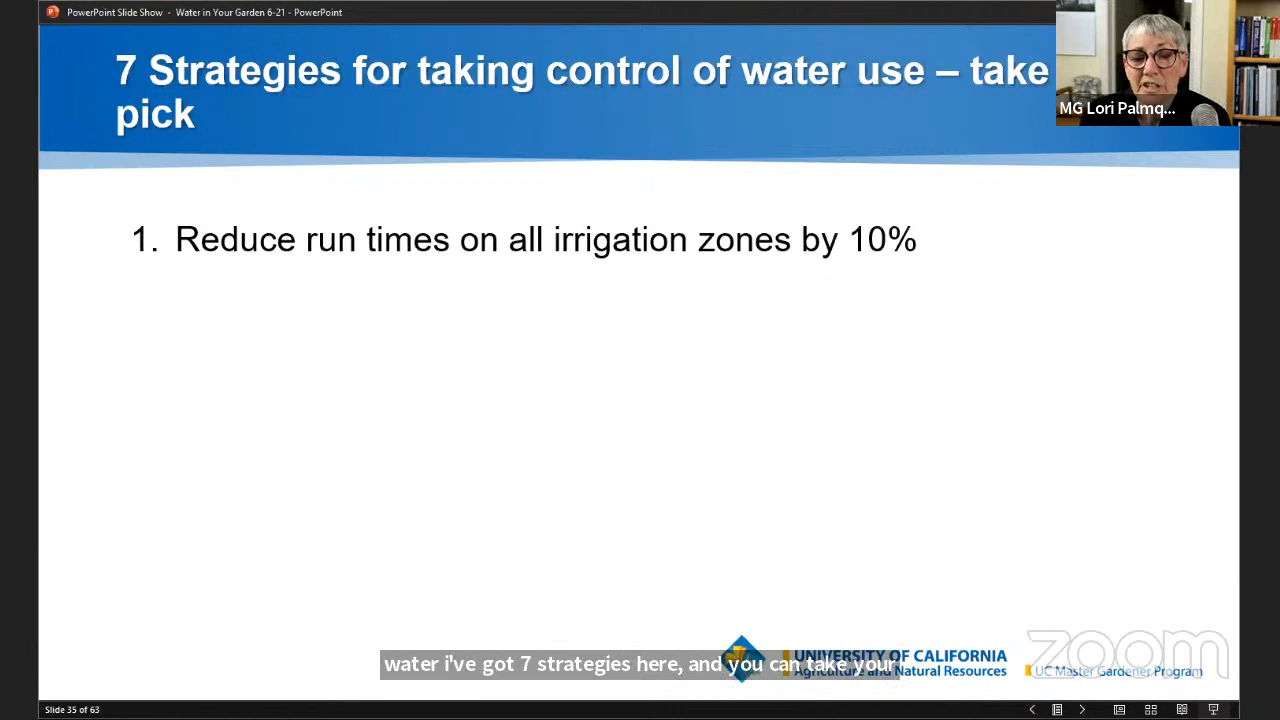 PowerPoint Slide Show - Water in Your Garden 6-21 - PowerPoint
7 Strategies for taking control of water use – take
pick
MG Lori Palmq...
1. Reduce run times on all irrigation zones by 10%
water i've got 7 strategies here, and you can take your
UNIVERSITY OF CALIFORNIA
Agriculture and Natural Resources
UC Master Gardener Program
zoom
Slide 35 of 63